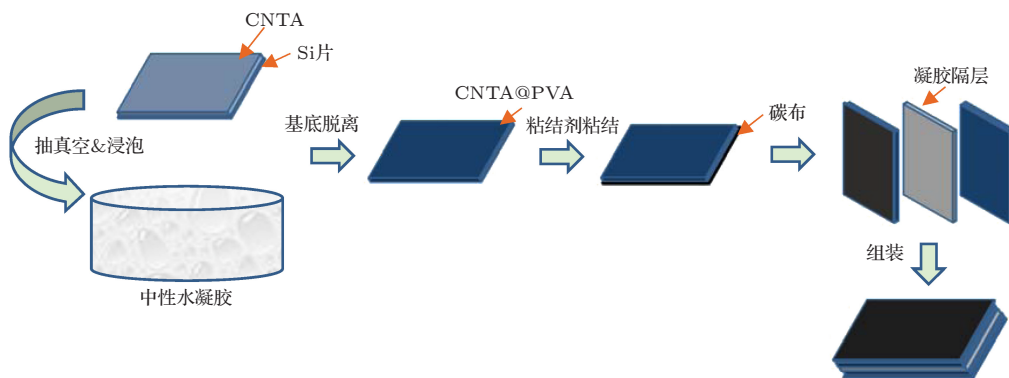 CNTA
Si片
抽真空&浸泡
中性水凝胶
基底脱离
CNTA@PVA
粘结剂粘结
碳布
凝胶隔层
组装